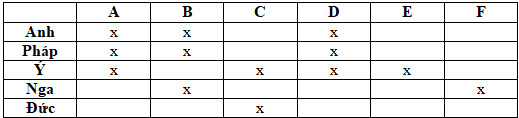 A B C D E F
Anh x x x
Pháp x x x
Ý x x x x
Nga x x
Đức x